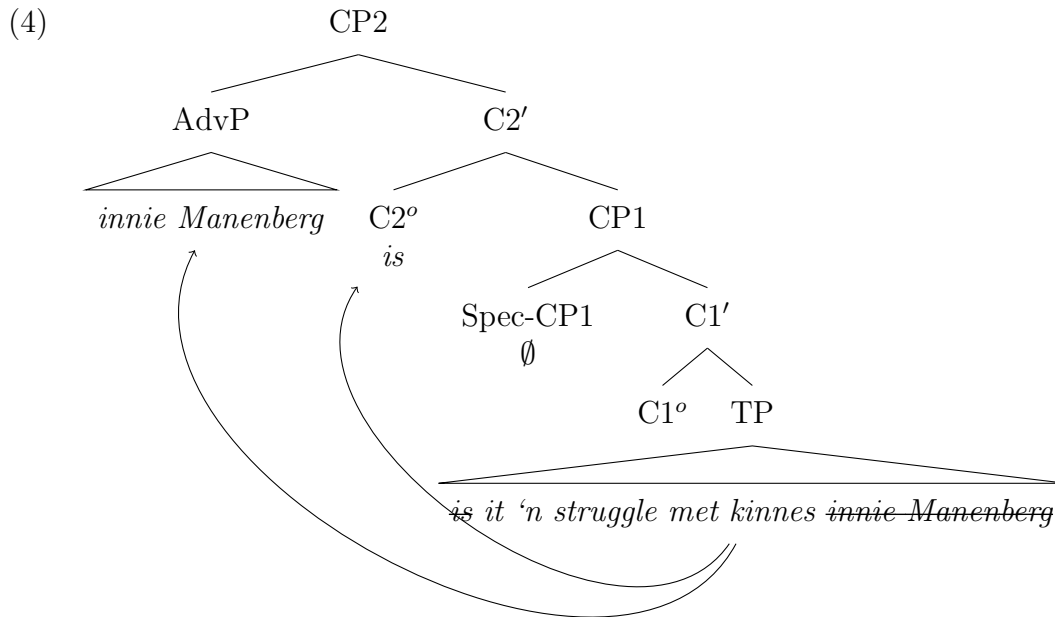 (4) CP2
AdvP C2′
innie Manenberg C2ᵒ CP1
is
Spec-CP1 C1′
∅
C1ᵒ TP
is it ‘n struggle met kinnes innie Manenberg